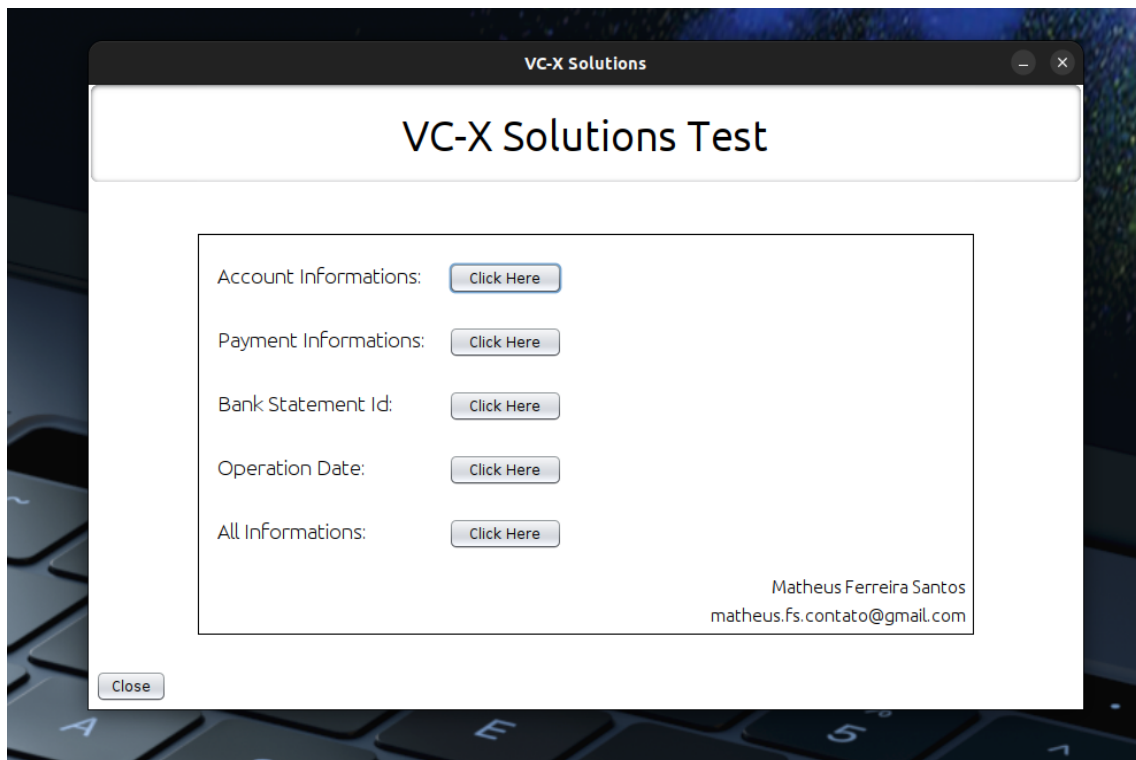 VC-X Solutions
VC-X Solutions Test
Account Informations: Click Here
Payment Informations: Click Here
Bank Statement Id: Click Here
Operation Date: Click Here
All Informations: Click Here
Matheus Ferreira Santos
matheus.fs.contato@gmail.com
Close
~
A
E
5